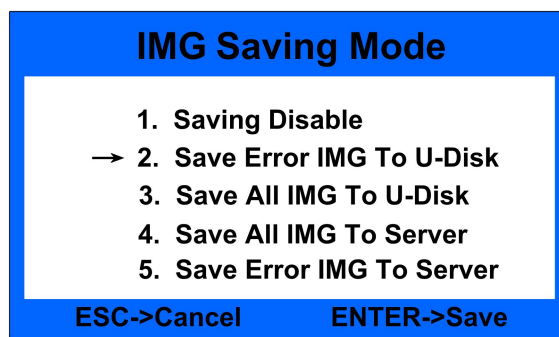 IMG Saving Mode
1. Saving Disable
→ 2. Save Error IMG To U-Disk
3. Save All IMG To U-Disk
4. Save All IMG To Server
5. Save Error IMG To Server
ESC->Cancel ENTER->Save